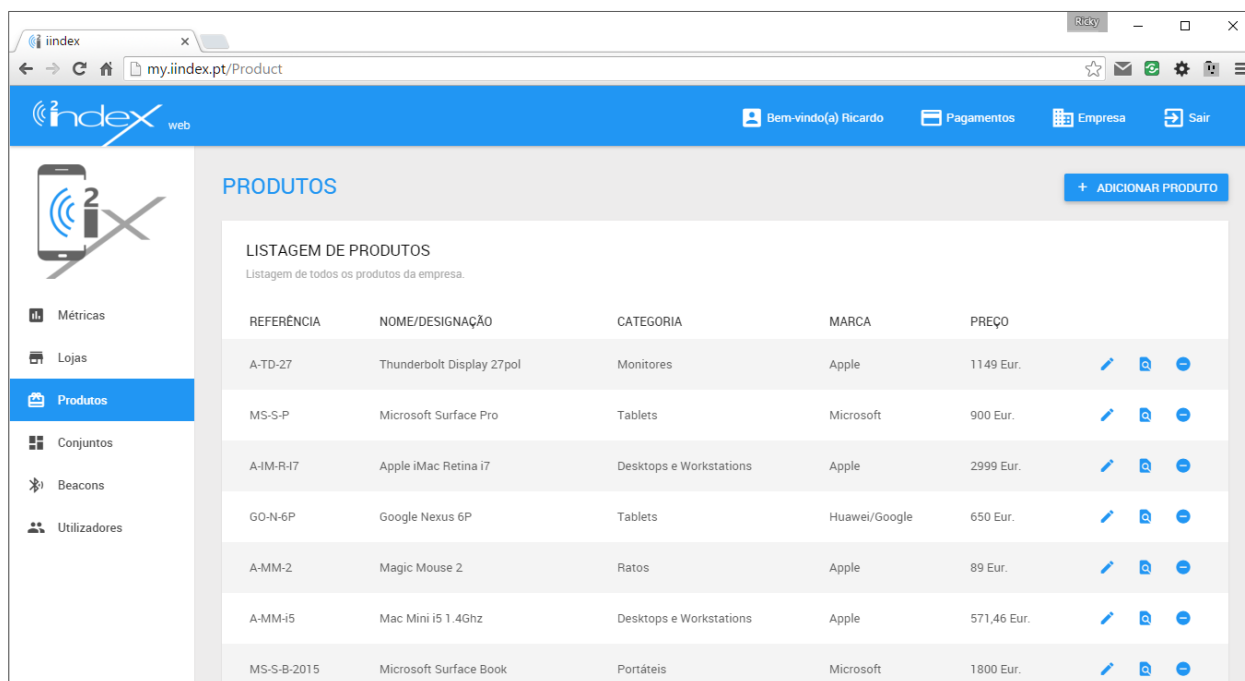 Ricky
iindex
my.iindex.pt/Product
i2ndex web
Bem-vindo(a) Ricardo
Pagamentos
Empresa
Sair
i2x
Métricas
Lojas
Produtos
Conjuntos
Beacons
Utilizadores
PRODUTOS
+ ADICIONAR PRODUTO
LISTAGEM DE PRODUTOS
Listagem de todos os produtos da empresa.
REFERÊNCIA NOME/DESIGNAÇÃO CATEGORIA MARCA PREÇO
A-TD-27 Thunderbolt Display 27pol Monitores Apple 1149 Eur.
MS-S-P Microsoft Surface Pro Tablets Microsoft 900 Eur.
A-IM-R-I7 Apple iMac Retina i7 Desktops e Workstations Apple 2999 Eur.
GO-N-6P Google Nexus 6P Tablets Huawei/Google 650 Eur.
A-MM-2 Magic Mouse 2 Ratos Apple 89 Eur.
A-MM-i5 Mac Mini i5 1.4Ghz Desktops e Workstations Apple 571,46 Eur.
MS-S-B-2015 Microsoft Surface Book Portáteis Microsoft 1800 Eur.